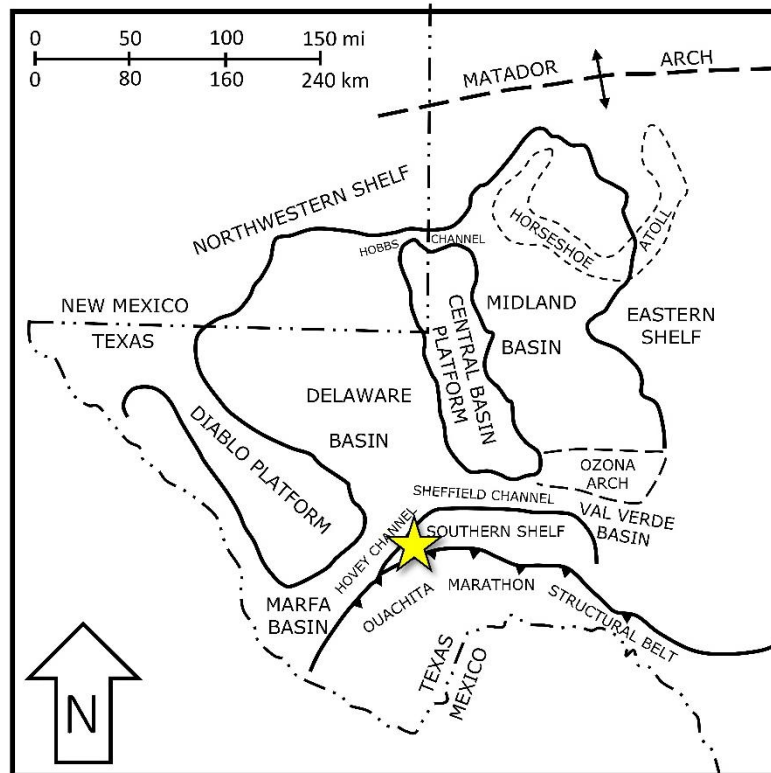 0 50 100 150 mi
0 80 160 240 km
MATADOR ARCH
NORTHWESTERN SHELF
HORSESHOE
ATOLL
HOBBS CHANNEL
NEW MEXICO
TEXAS
CENTRAL BASIN
PLATFORM
MIDLAND
BASIN
EASTERN
SHELF
DELAWARE
BASIN
DIABLO PLATFORM
OZONA
ARCH
SHEFFIELD CHANNEL
VAL VERDE
BASIN
HOVEY CHANNEL
SOUTHERN SHELF
MARFA
BASIN
OUACHITA MARATHON STRUCTURAL BELT
TEXAS
MEXICO
N